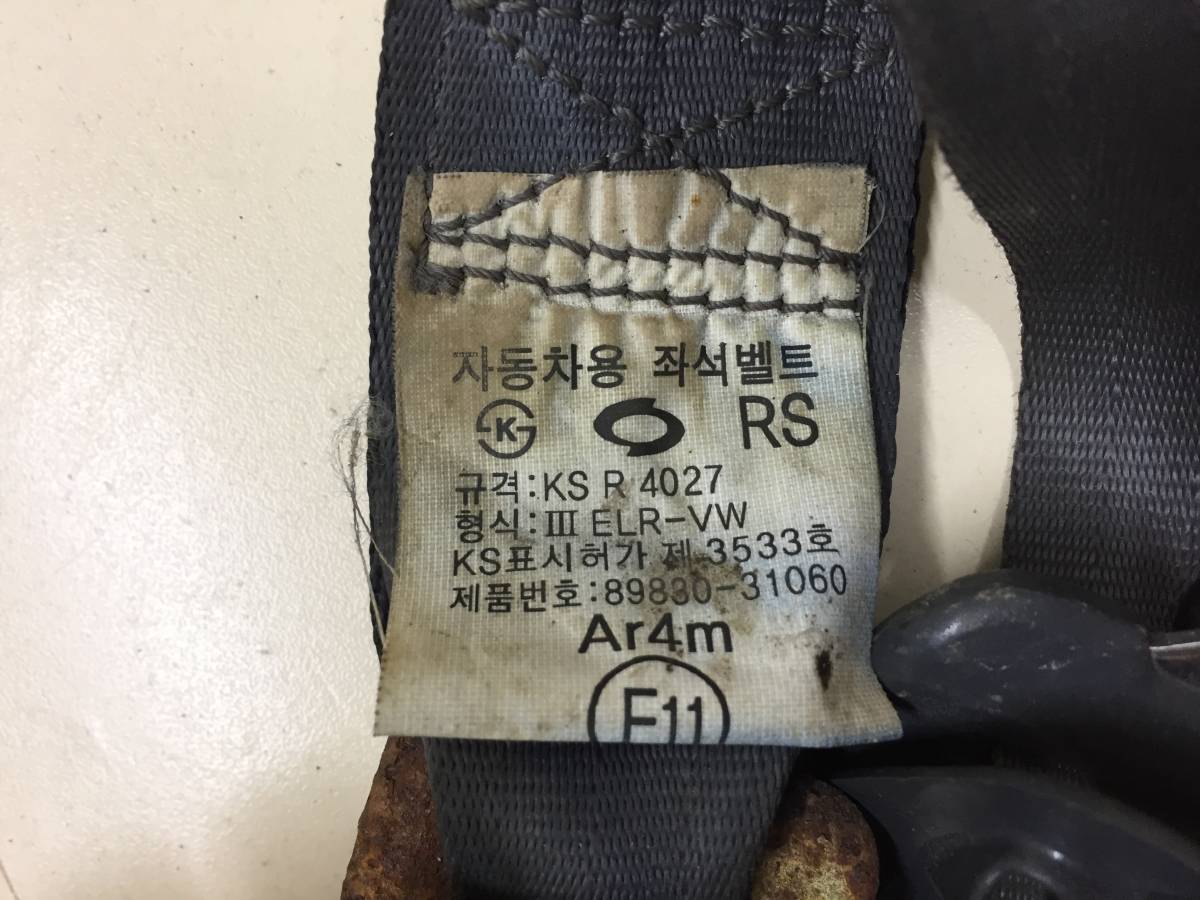 자동차용 좌석벨트
K RS
규격:KS R 4027
형식:III ELR-VW
KS표시허가 제 3533호
제품번호:89830-31060
Ar4m
E11